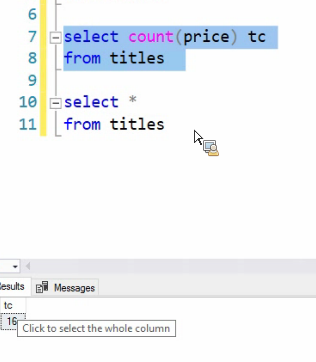 6
7 select count(price) tc
8 from titles
9
10 select *
11 from titles
Results Messages
tc
16
Click to select the whole column